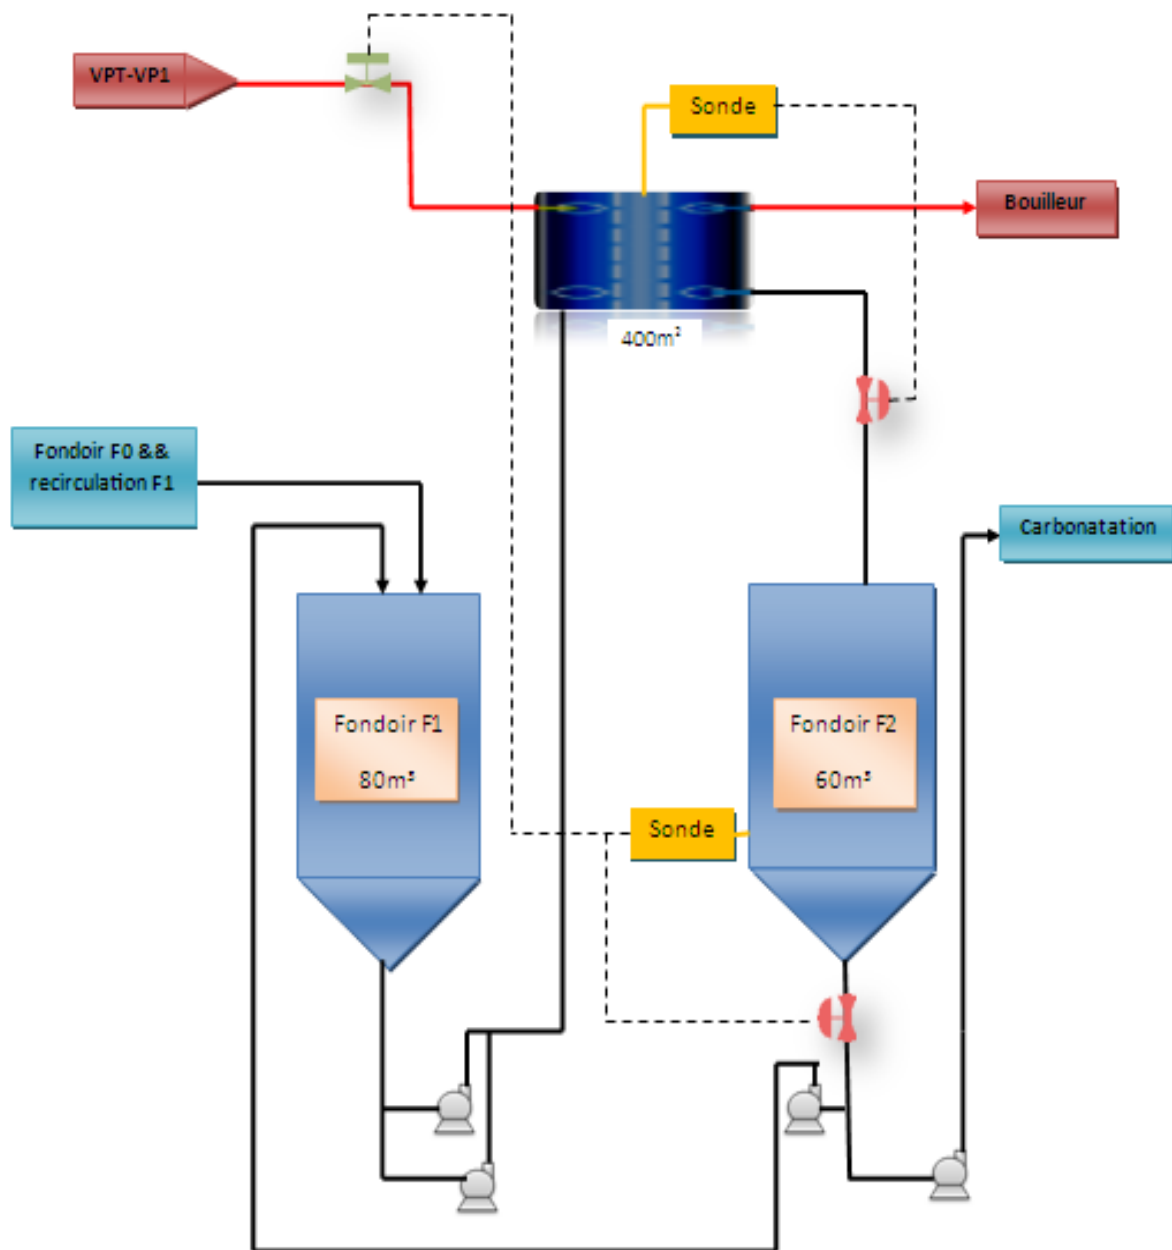 VPT-VP1
Sonde
Bouilleur
400m²
Fondoir F0 &&
recirculation F1
Carbonatation
Fondoir F1
80m³
Fondoir F2
60m³
Sonde